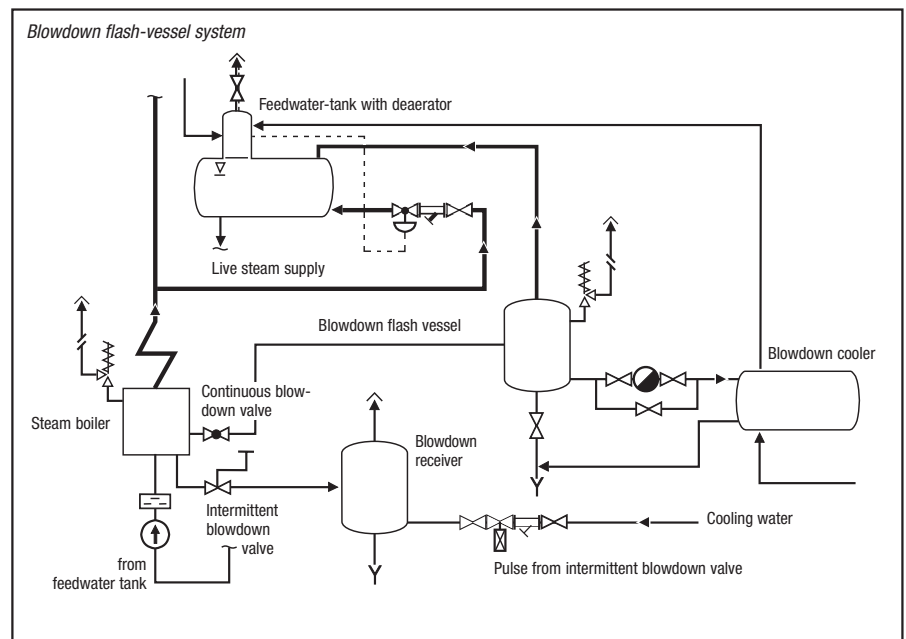 Blowdown flash-vessel system
Feedwater-tank with deaerator
Live steam supply
Blowdown flash vessel
Blowdown cooler
Continuous blow-
down valve
Steam boiler
Blowdown
receiver
Intermittent
blowdown
valve
Cooling water
from
feedwater tank
Pulse from intermittent blowdown valve